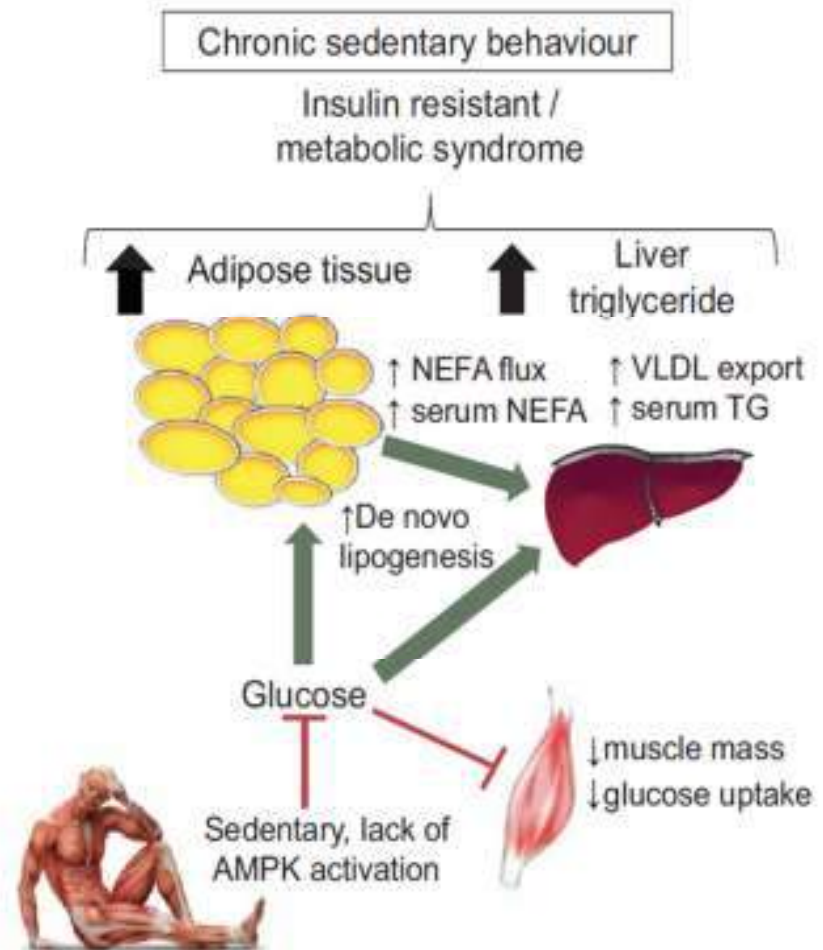 Chronic sedentary behaviour
Insulin resistant /
metabolic syndrome
Adipose tissue
Liver
triglyceride
↑ NEFA flux
↑ serum NEFA
↑ VLDL export
↑ serum TG
↑De novo
lipogenesis
Glucose
↓muscle mass
↓glucose uptake
Sedentary, lack of
AMPK activation